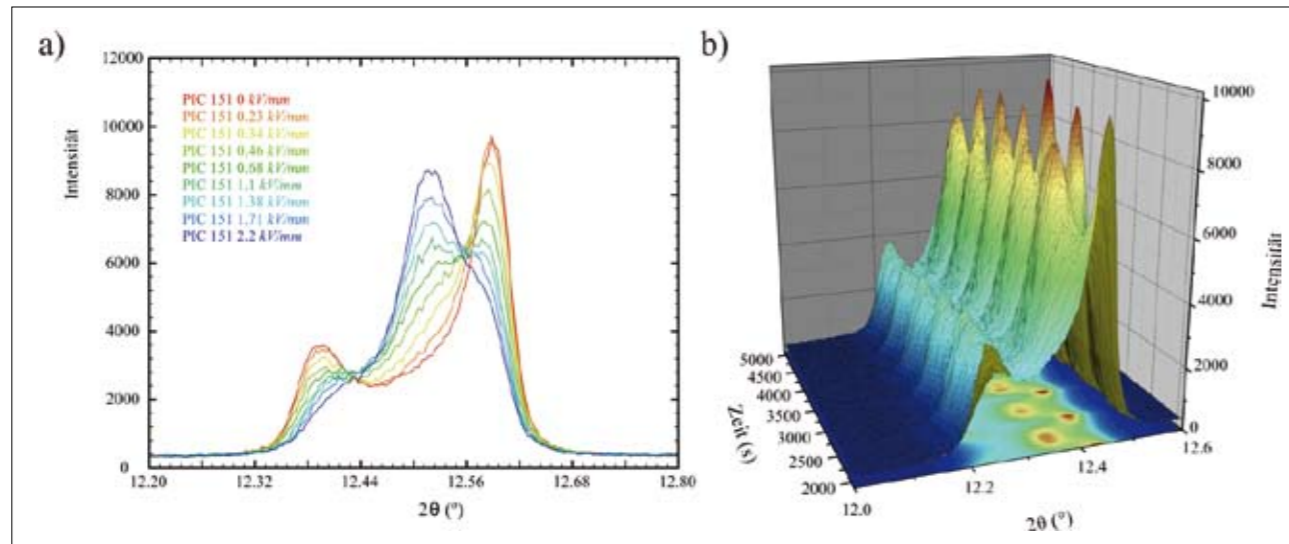 a)
12000
10000
8000
6000
4000
2000
0
Intensität
PIC 151 0 kV/mm
PIC 151 0.23 kV/mm
PIC 151 0.34 kV/mm
PIC 151 0.46 kV/mm
PIC 151 0.68 kV/mm
PIC 151 1.1 kV/mm
PIC 151 1.38 kV/mm
PIC 151 1.71 kV/mm
PIC 151 2.2 kV/mm
12.20 12.32 12.44 12.56 12.68 12.80
2θ (°)
b)
10000
8000
6000
4000
2000
0
Intensität
5000
4500
4000
3500
3000
2500
2000
Zeit (s)
12.0 12.2 12.4 12.6
2θ (°)